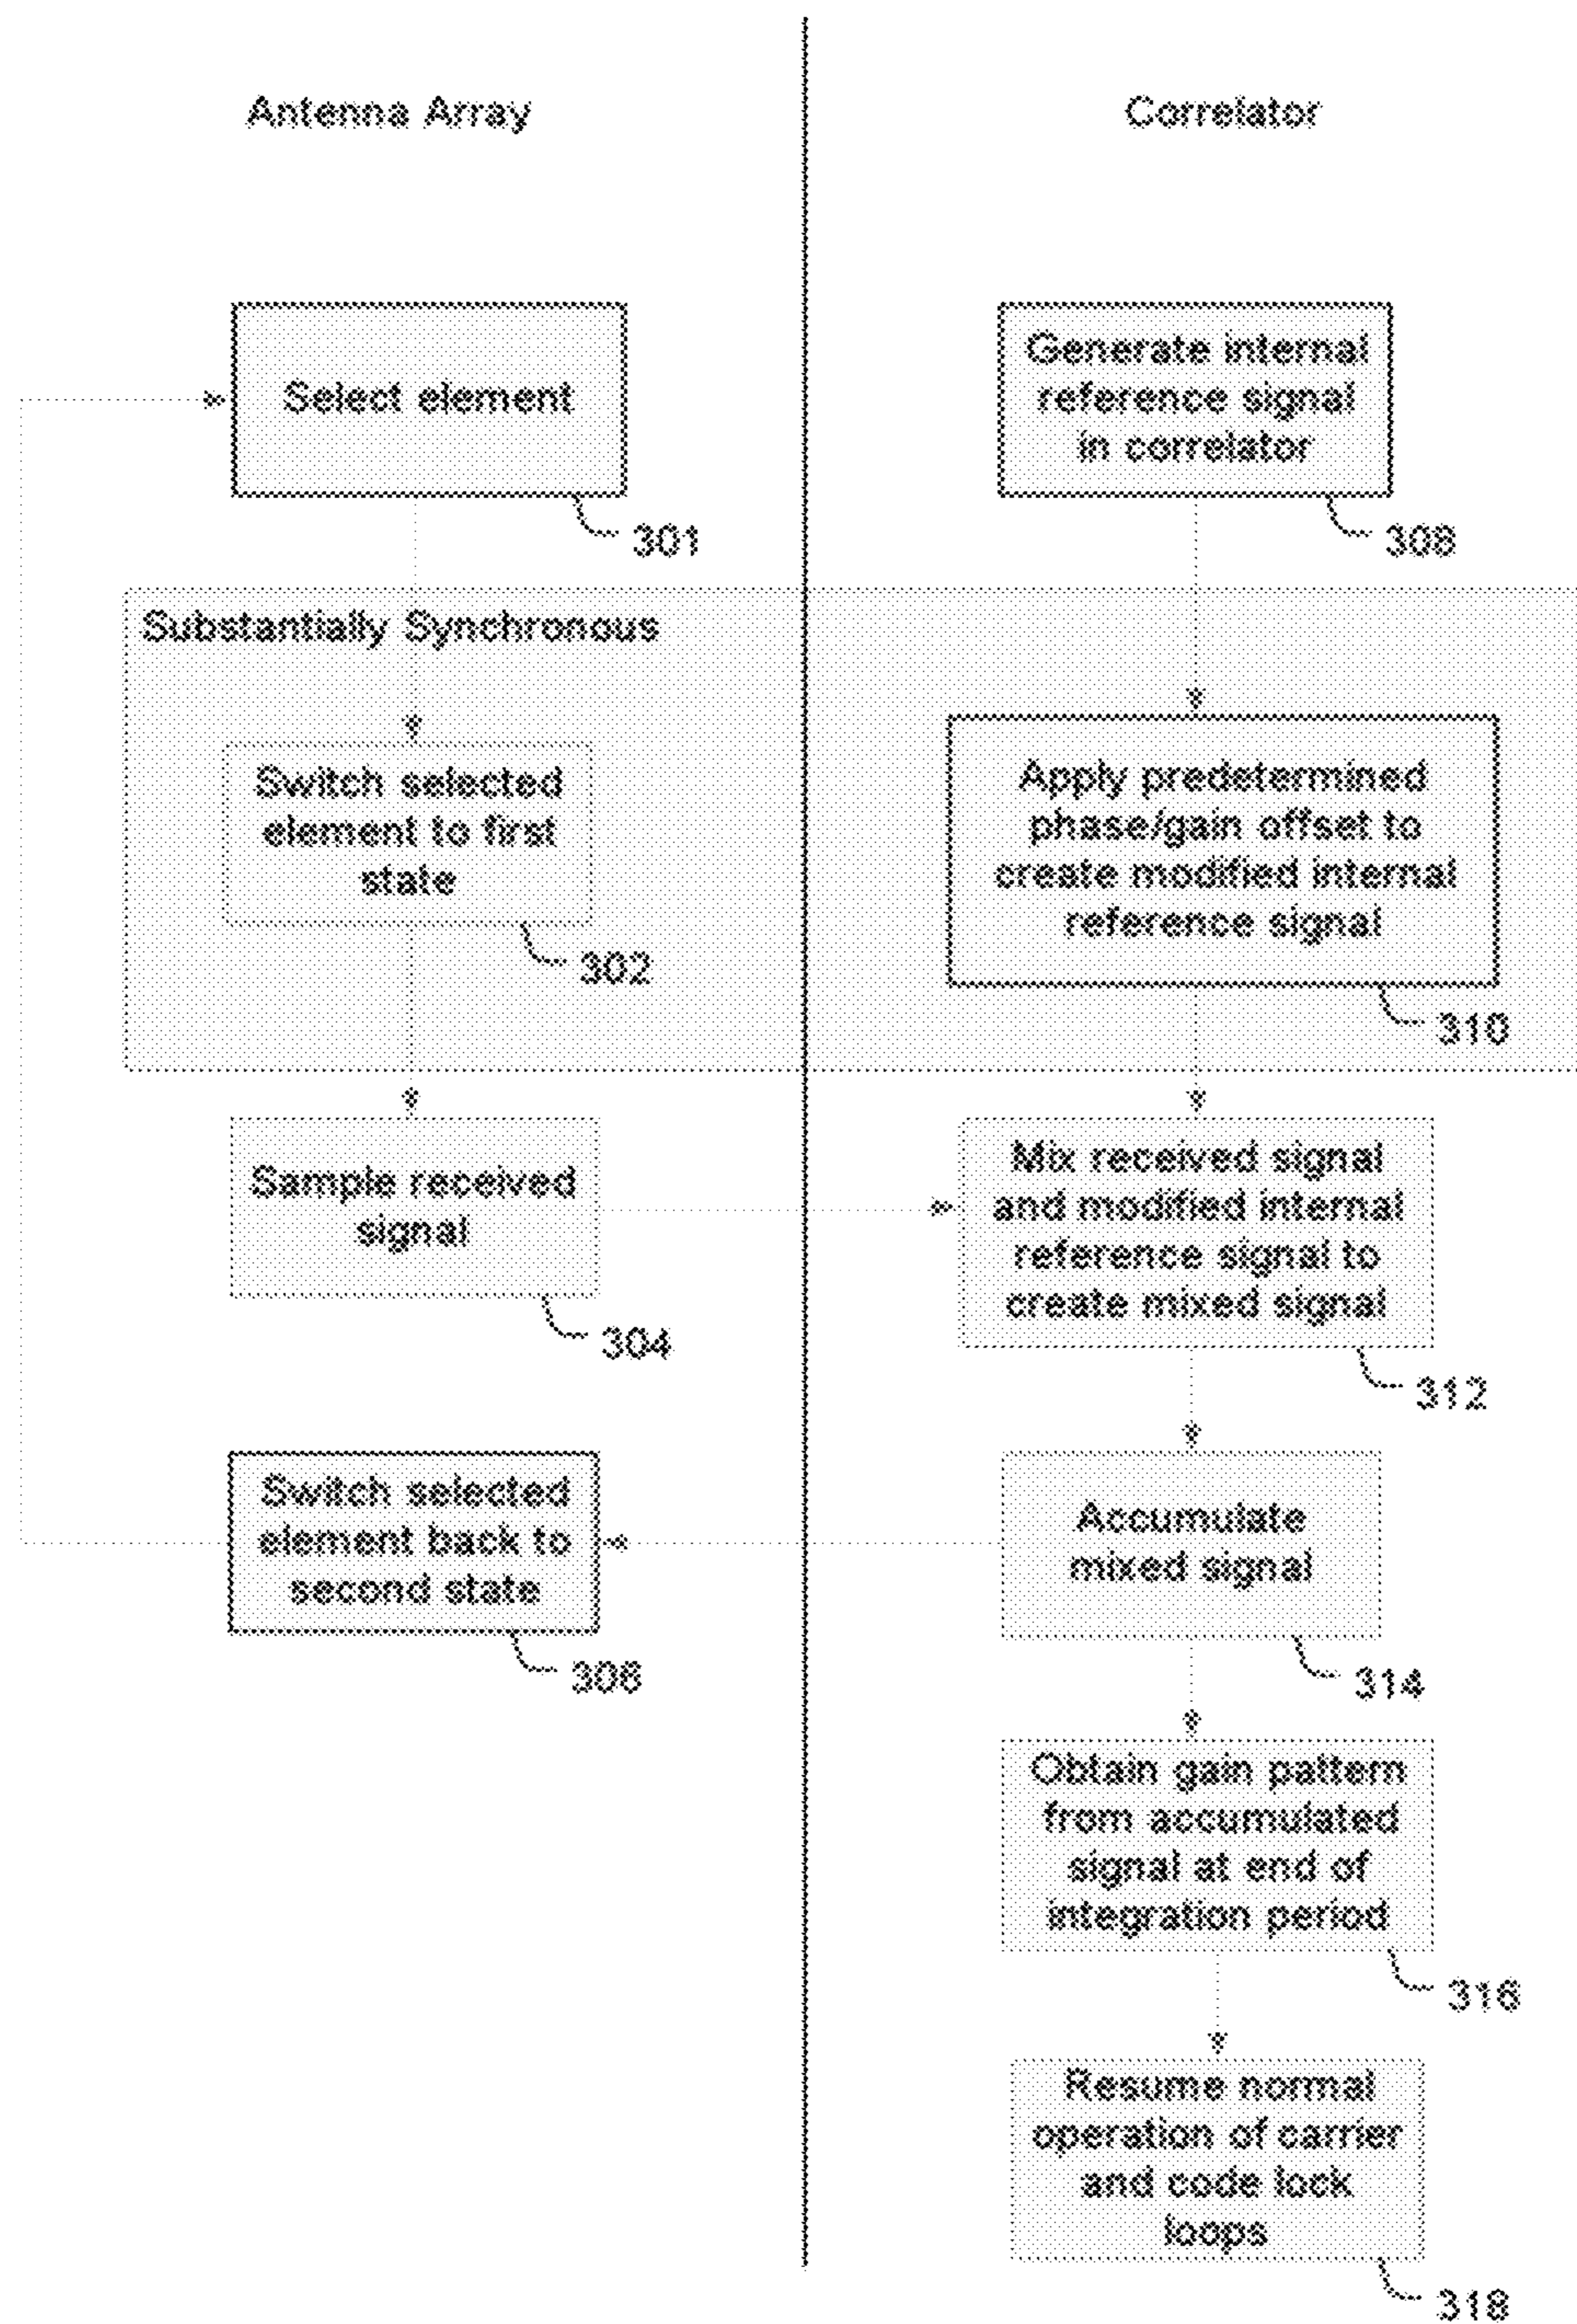 Antenna Array
Correlator
Select element
301
Generate internal
reference signal
in correlator
308
Substantially Synchronous
Switch selected
element to first
state
302
Apply predetermined
phase/gain offset to
create modified internal
reference signal
310
Sample received
signal
304
Mix received signal
and modified internal
reference signal to
create mixed signal
312
Switch selected
element back to
second state
306
Accumulate
mixed signal
314
Obtain gain pattern
from accumulated
signal at end of
integration period
316
Resume normal
operation of carrier
and code lock
loops
318